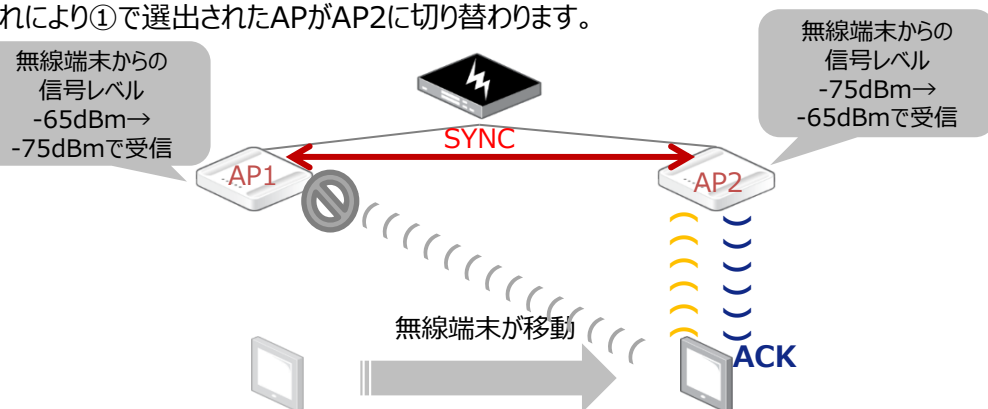 れにより①で選出されたAPがAP2に切り替わります。
無線端末からの
信号レベル
-65dBm→
-75dBmで受信
無線端末からの
信号レベル
-75dBm→
-65dBmで受信
SYNC
AP1
AP2
無線端末が移動
ACK